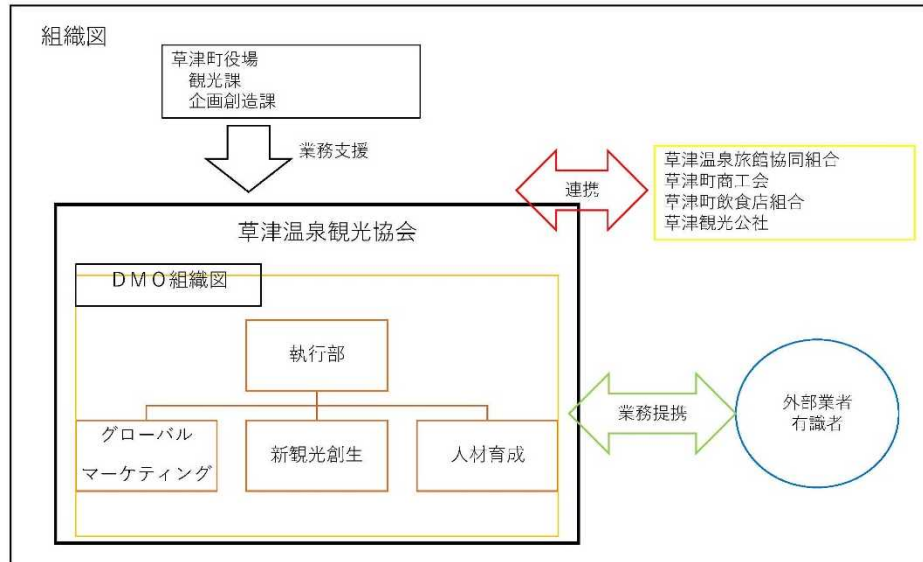 組織図
草津町役場
観光課
企画創造課
業務支援
連携
草津温泉旅館協同組合
草津町商工会
草津町飲食店組合
草津観光公社
草津温泉観光協会
DMO組織図
執行部
グローバル
マーケティング
新観光創生
人材育成
業務提携
外部業者
有識者